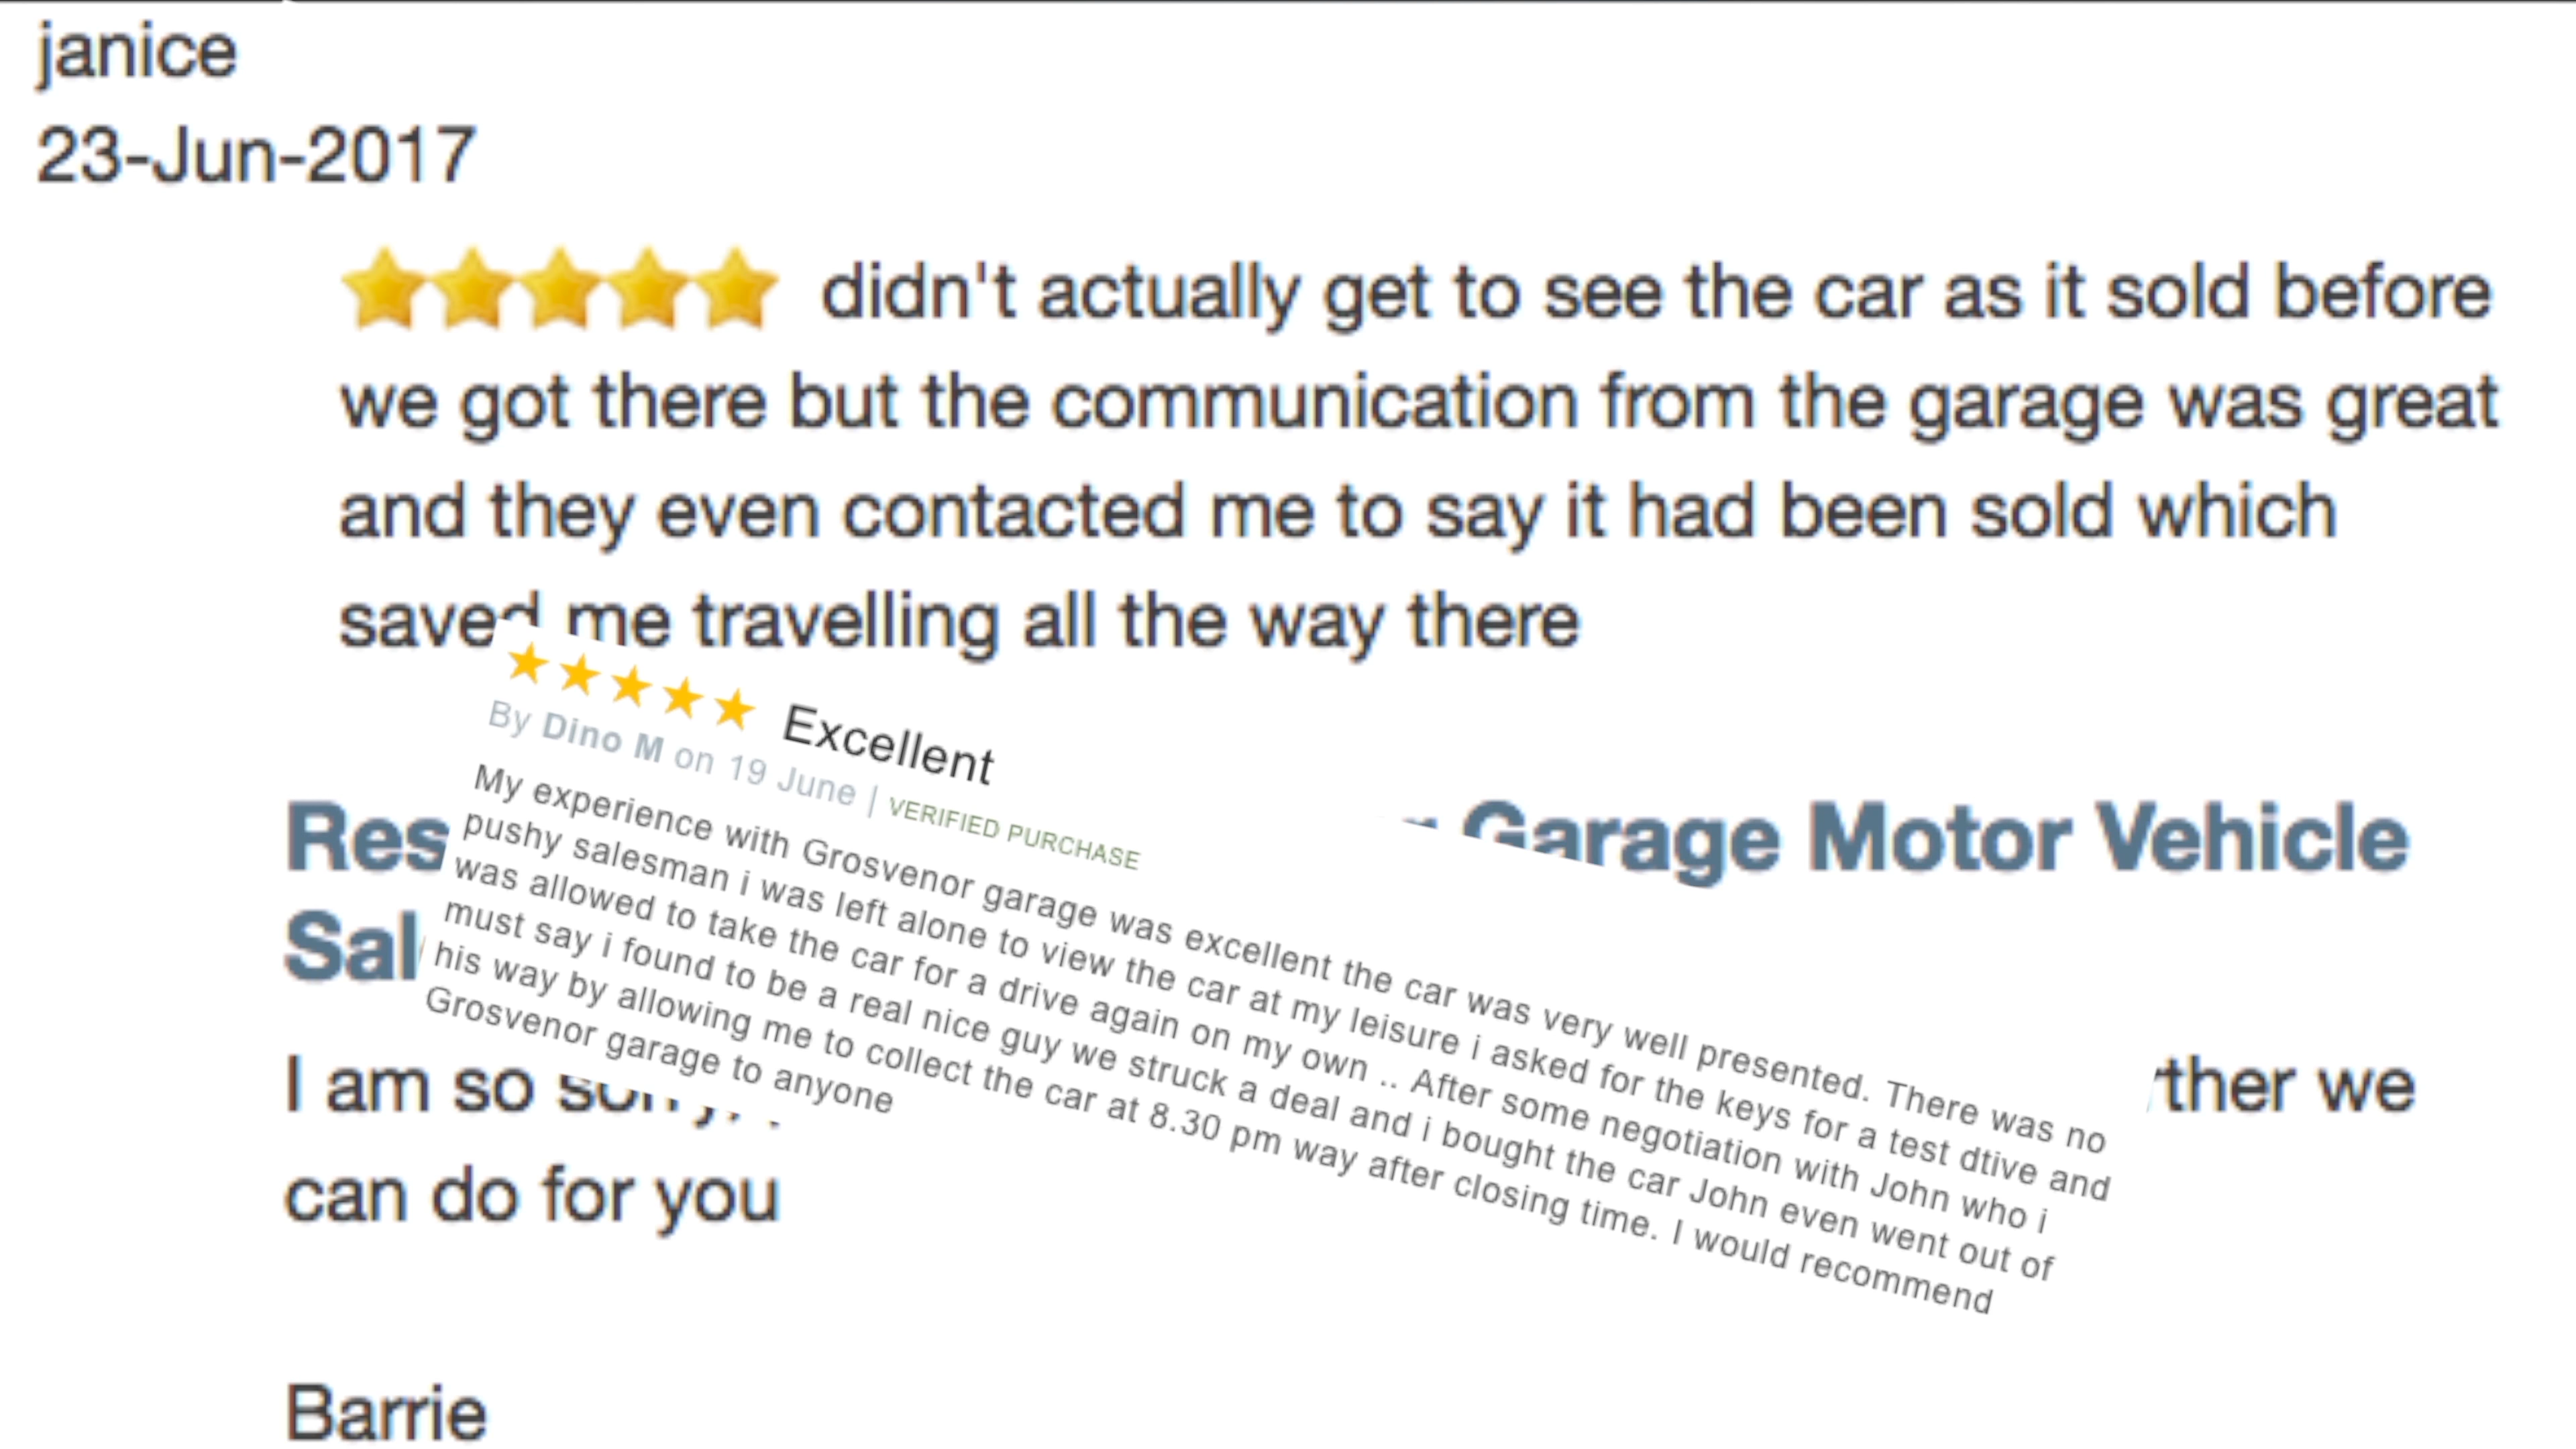 janice
23-Jun-2017
didn't actually get to see the car as it sold before
we got there but the communication from the garage was great
and they even contacted me to say it had been sold which
saved me travelling all the way there
Excellent
By Dino M on 19 June | VERIFIED PURCHASE
My experience with Grosvenor garage was excellent the car was very well presented. There was no
pushy salesman i was left alone to view the car at my leisure i asked for the keys for a test dtive and
was allowed to take the car for a drive again on my own .. After some negotiation with John who i
must say i found to be a real nice guy we struck a deal and i bought the car John even went out of
his way by allowing me to collect the car at 8.30 pm way after closing time. I would recommend
Grosvenor garage to anyone
Garage Motor Vehicle
I am so sorry we
can do for you
Barrie